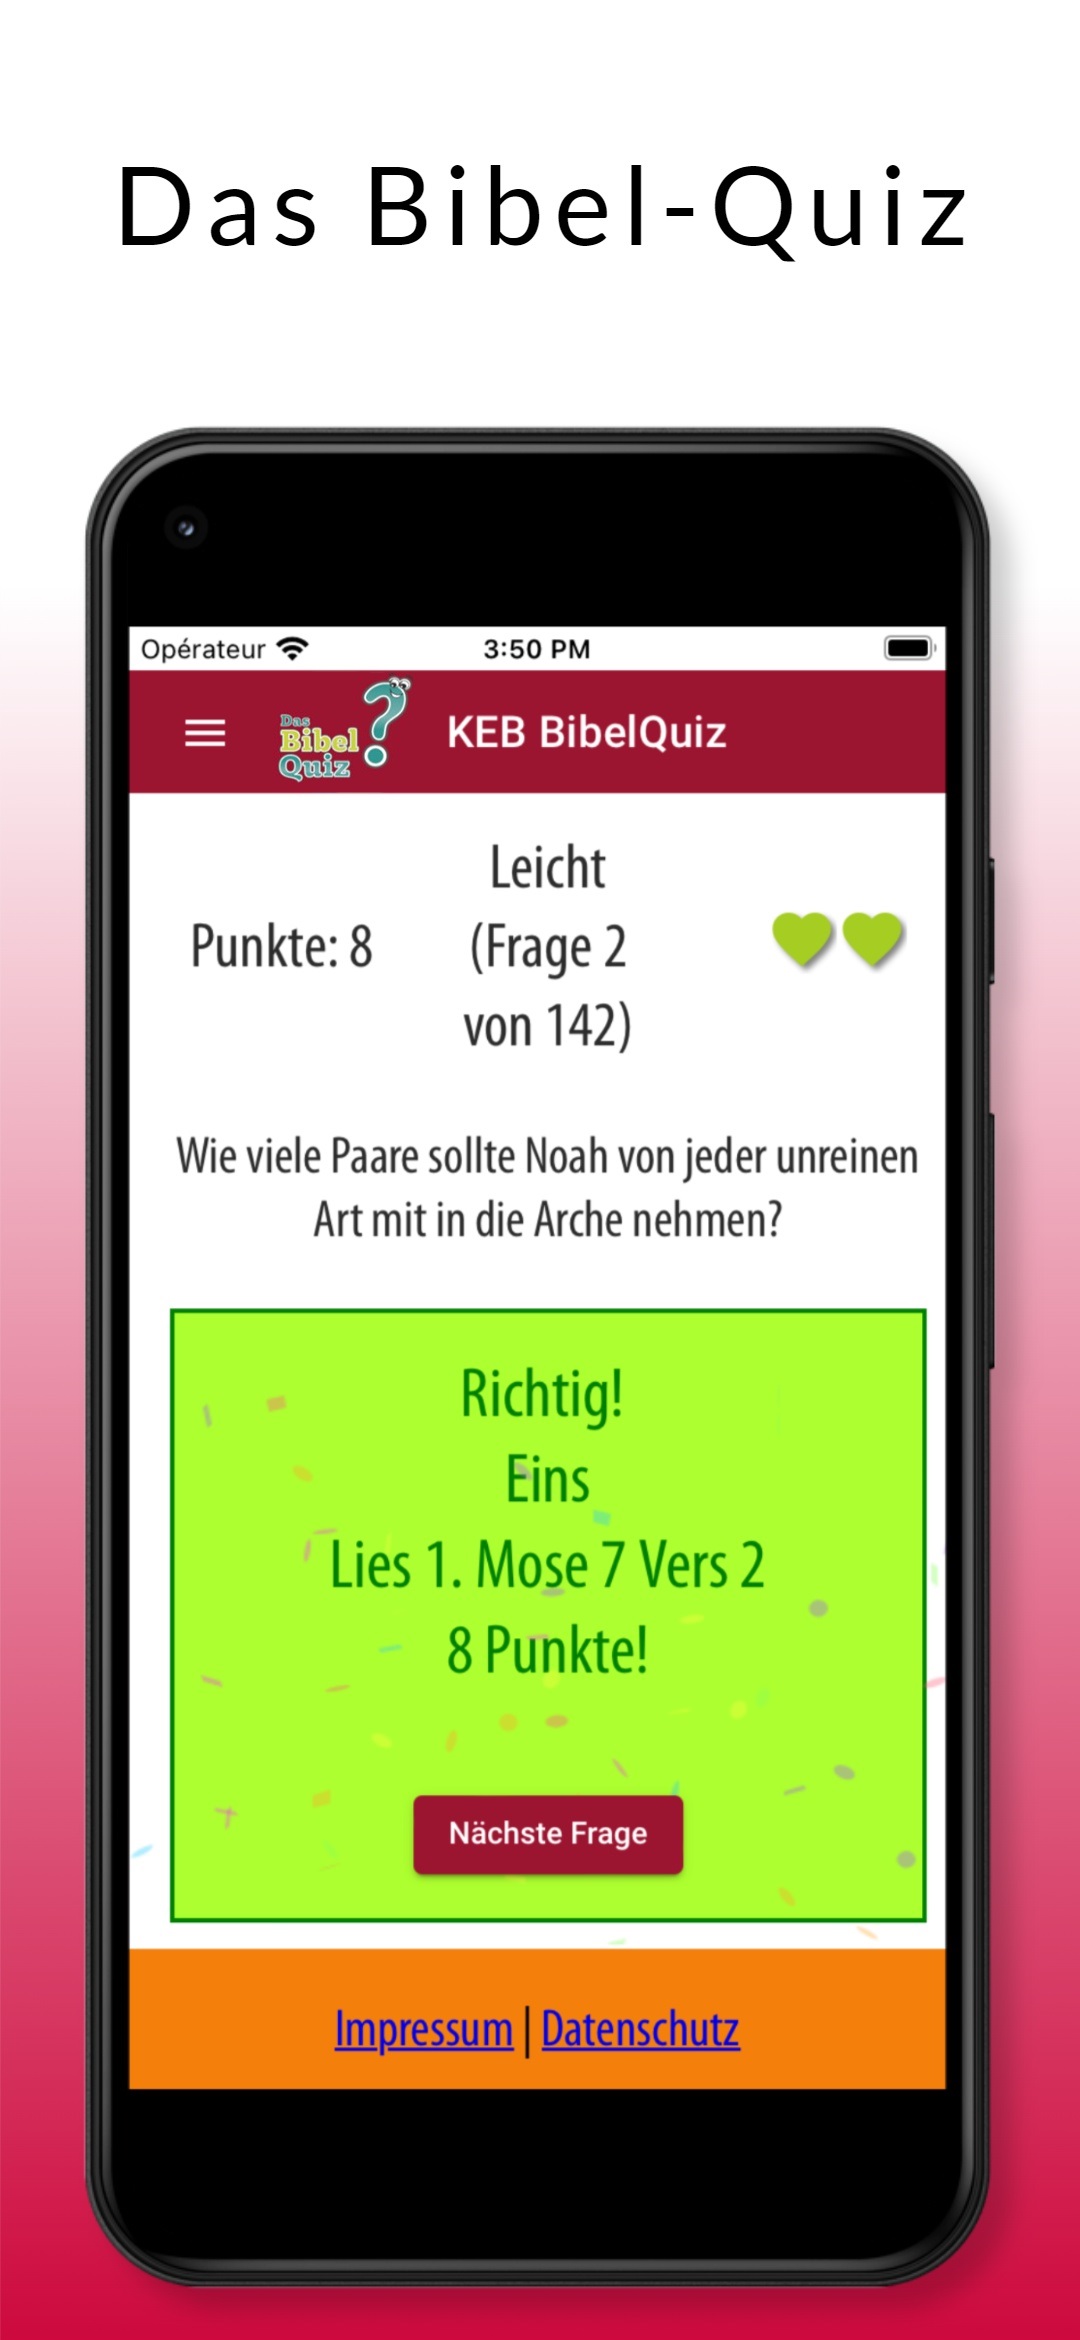 Das Bibel-Quiz
Opérateur
3:50 PM
Das
Bibel
Quiz
?
KEB BibelQuiz
Leicht
Punkte: 8
(Frage 2
von 142)
Wie viele Paare sollte Noah von jeder unreinen
Art mit in die Arche nehmen?
Richtig!
Eins
Lies 1. Mose 7 Vers 2
8 Punkte!
Nächste Frage
Impressum | Datenschutz